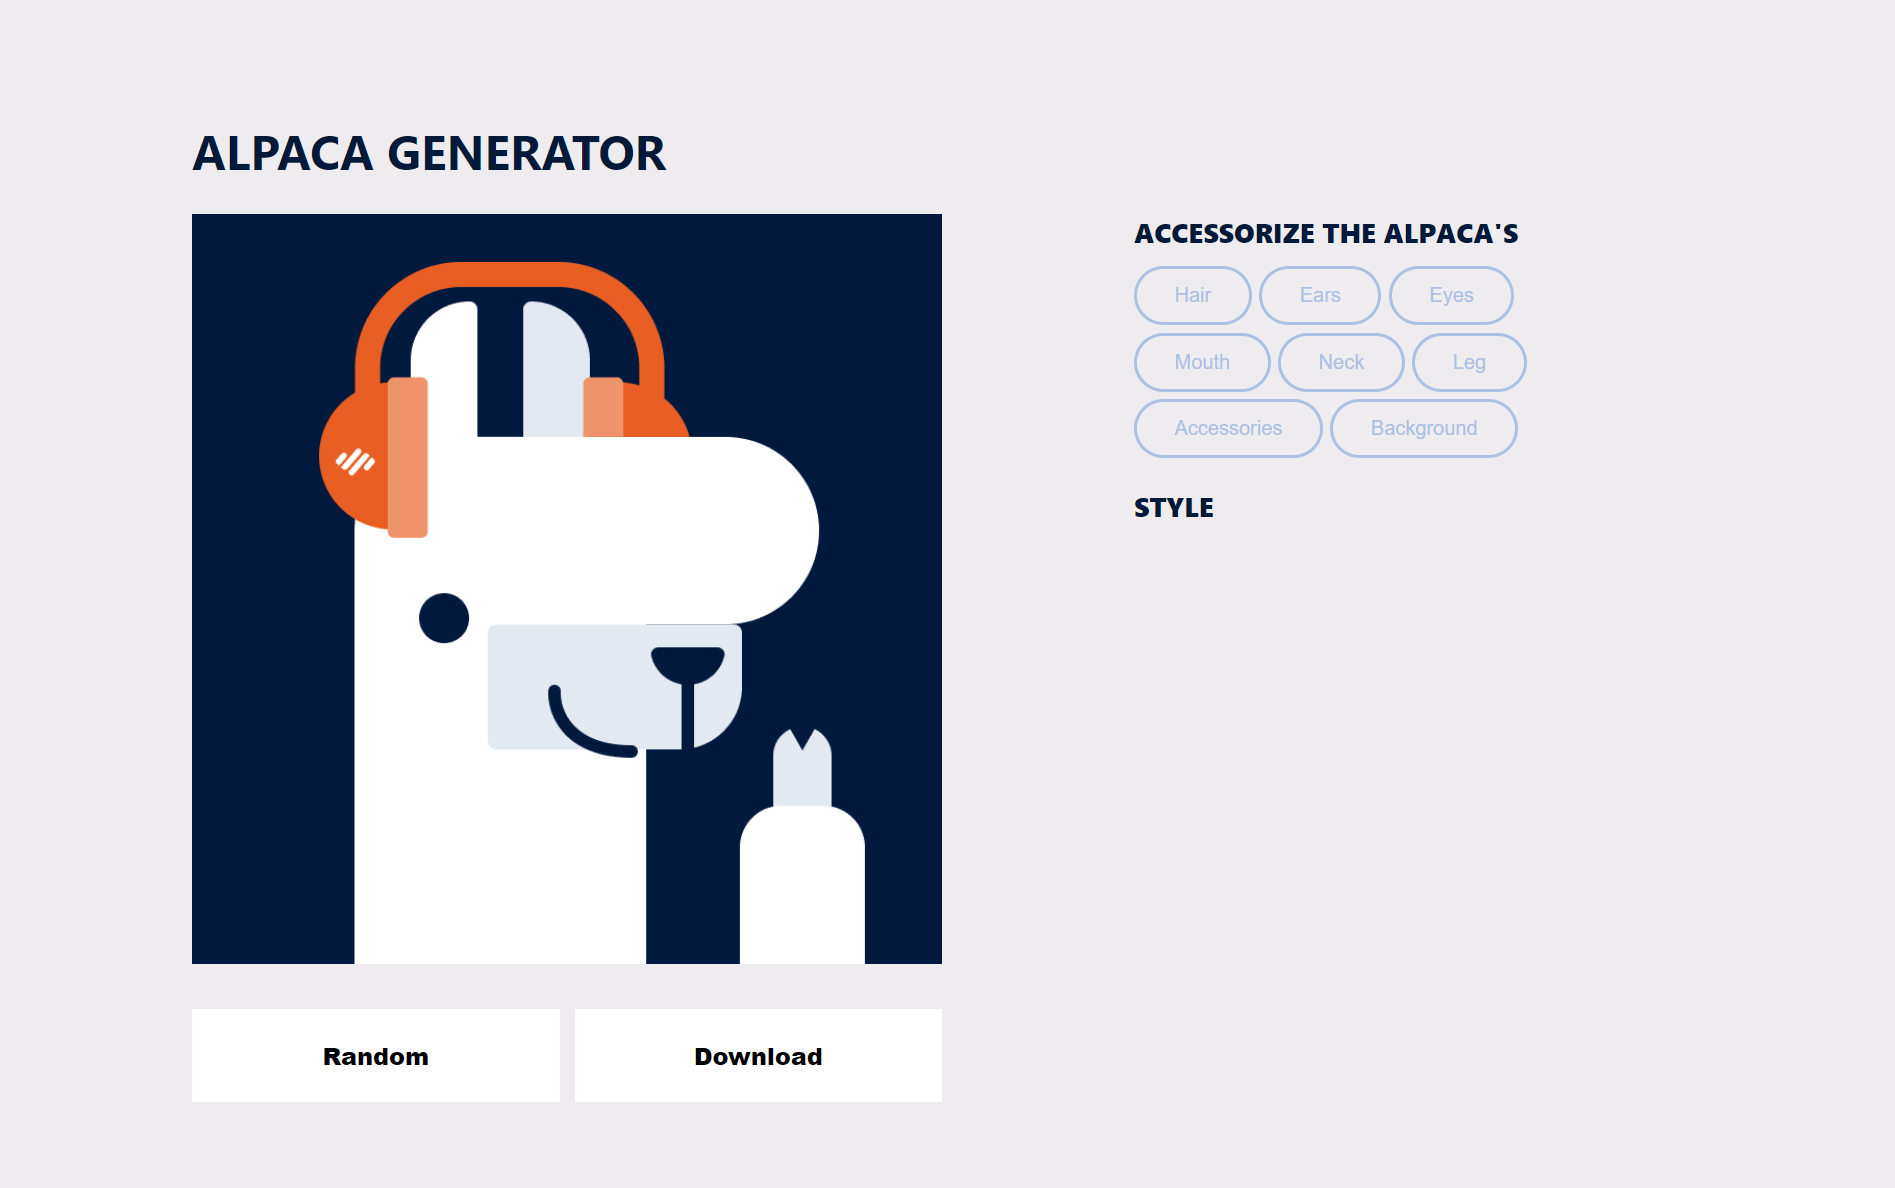 ALPACA GENERATOR
ACCESSORIZE THE ALPACA'S
Hair Ears Eyes
Mouth Neck Leg
Accessories Background
STYLE
Random Download